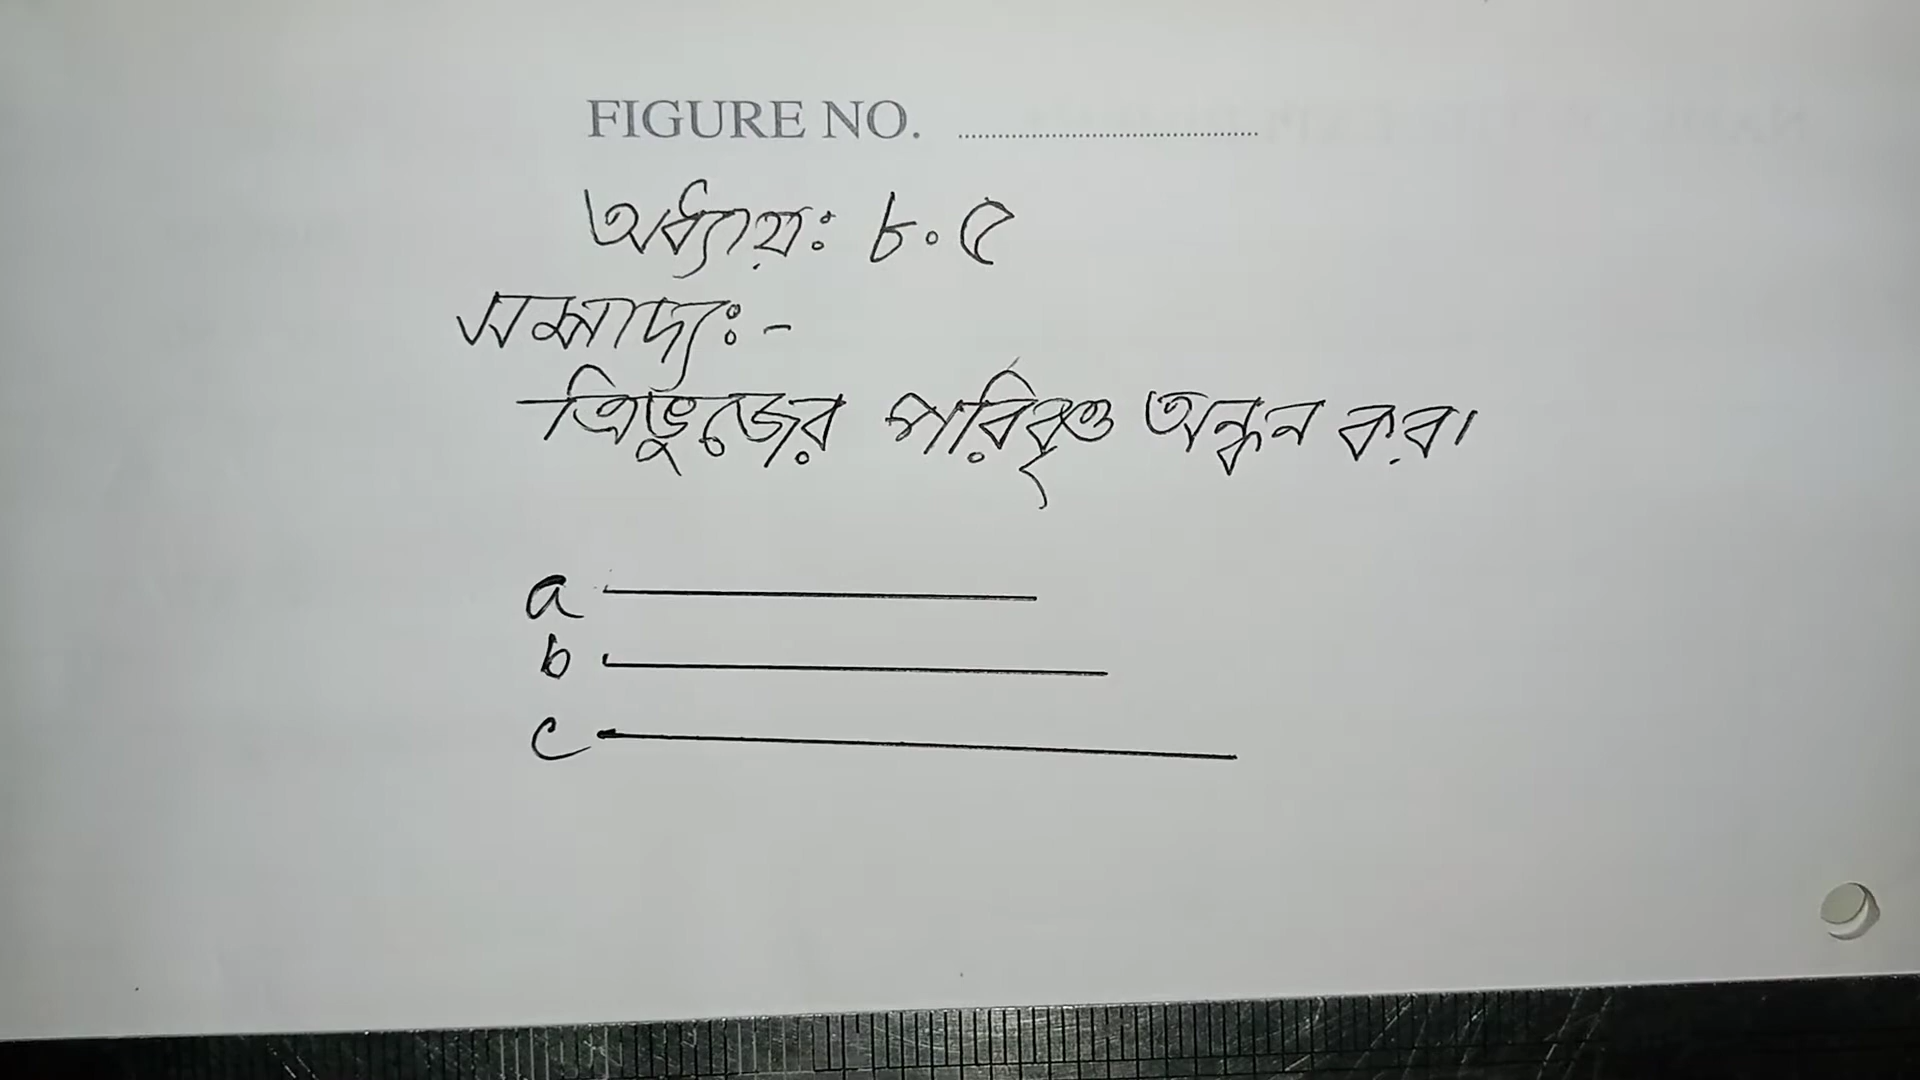 FIGURE NO. ........................................
অধ্যায়ঃ ৮.৫
সম্পাদ্যঃ-
ত্রিভুজের পরিবৃত্ত অঙ্কন কর।
a
b
c